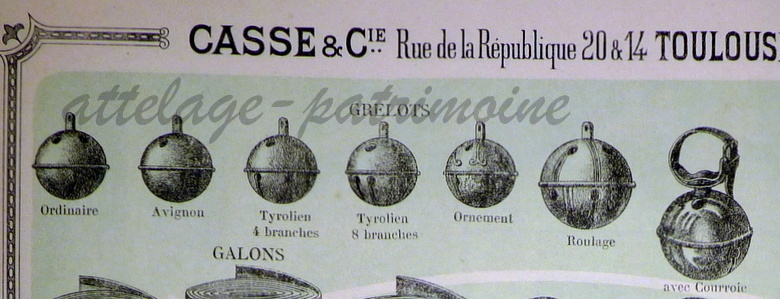 CASSE & CIE Rue de la République 20 & 14 TOULOUS
attelage-patrimoine
GRELOTS
Ordinaire
Avignon
Tyrolien
4 branches
Tyrolien
8 branches
Ornement
Roulage
avec Courroie
GALONS